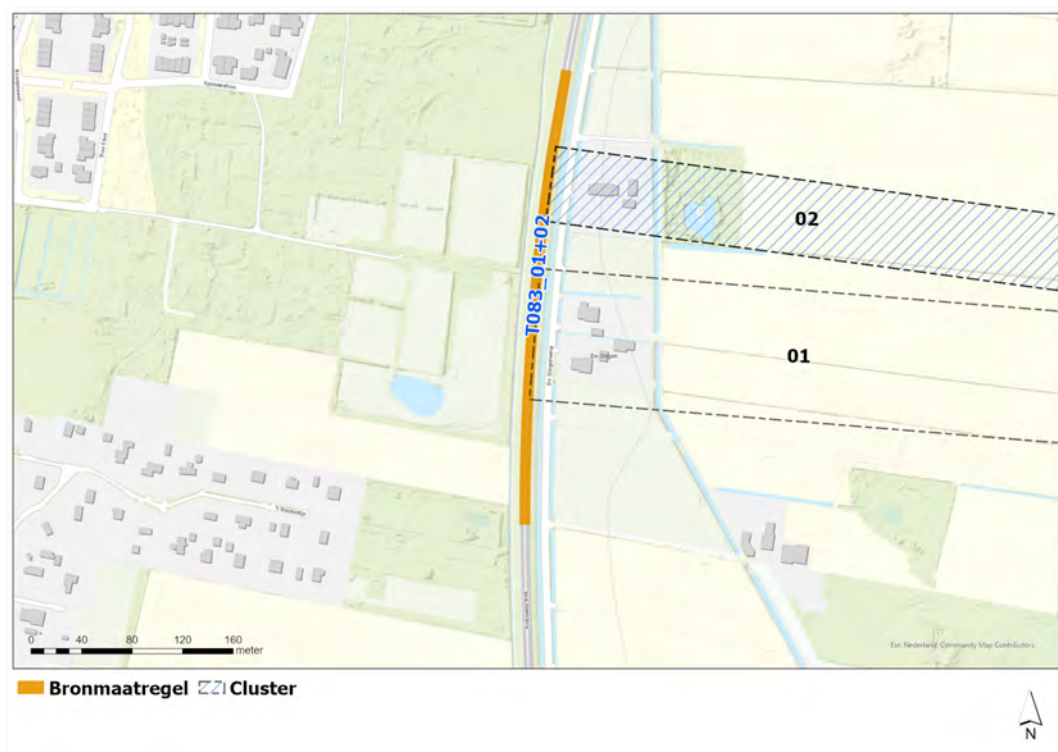 02
T083_01+02
01
0 40 80 120 160
meter
Esri Nederland, Community Map Contributors
Bronmaatregel
Cluster
N